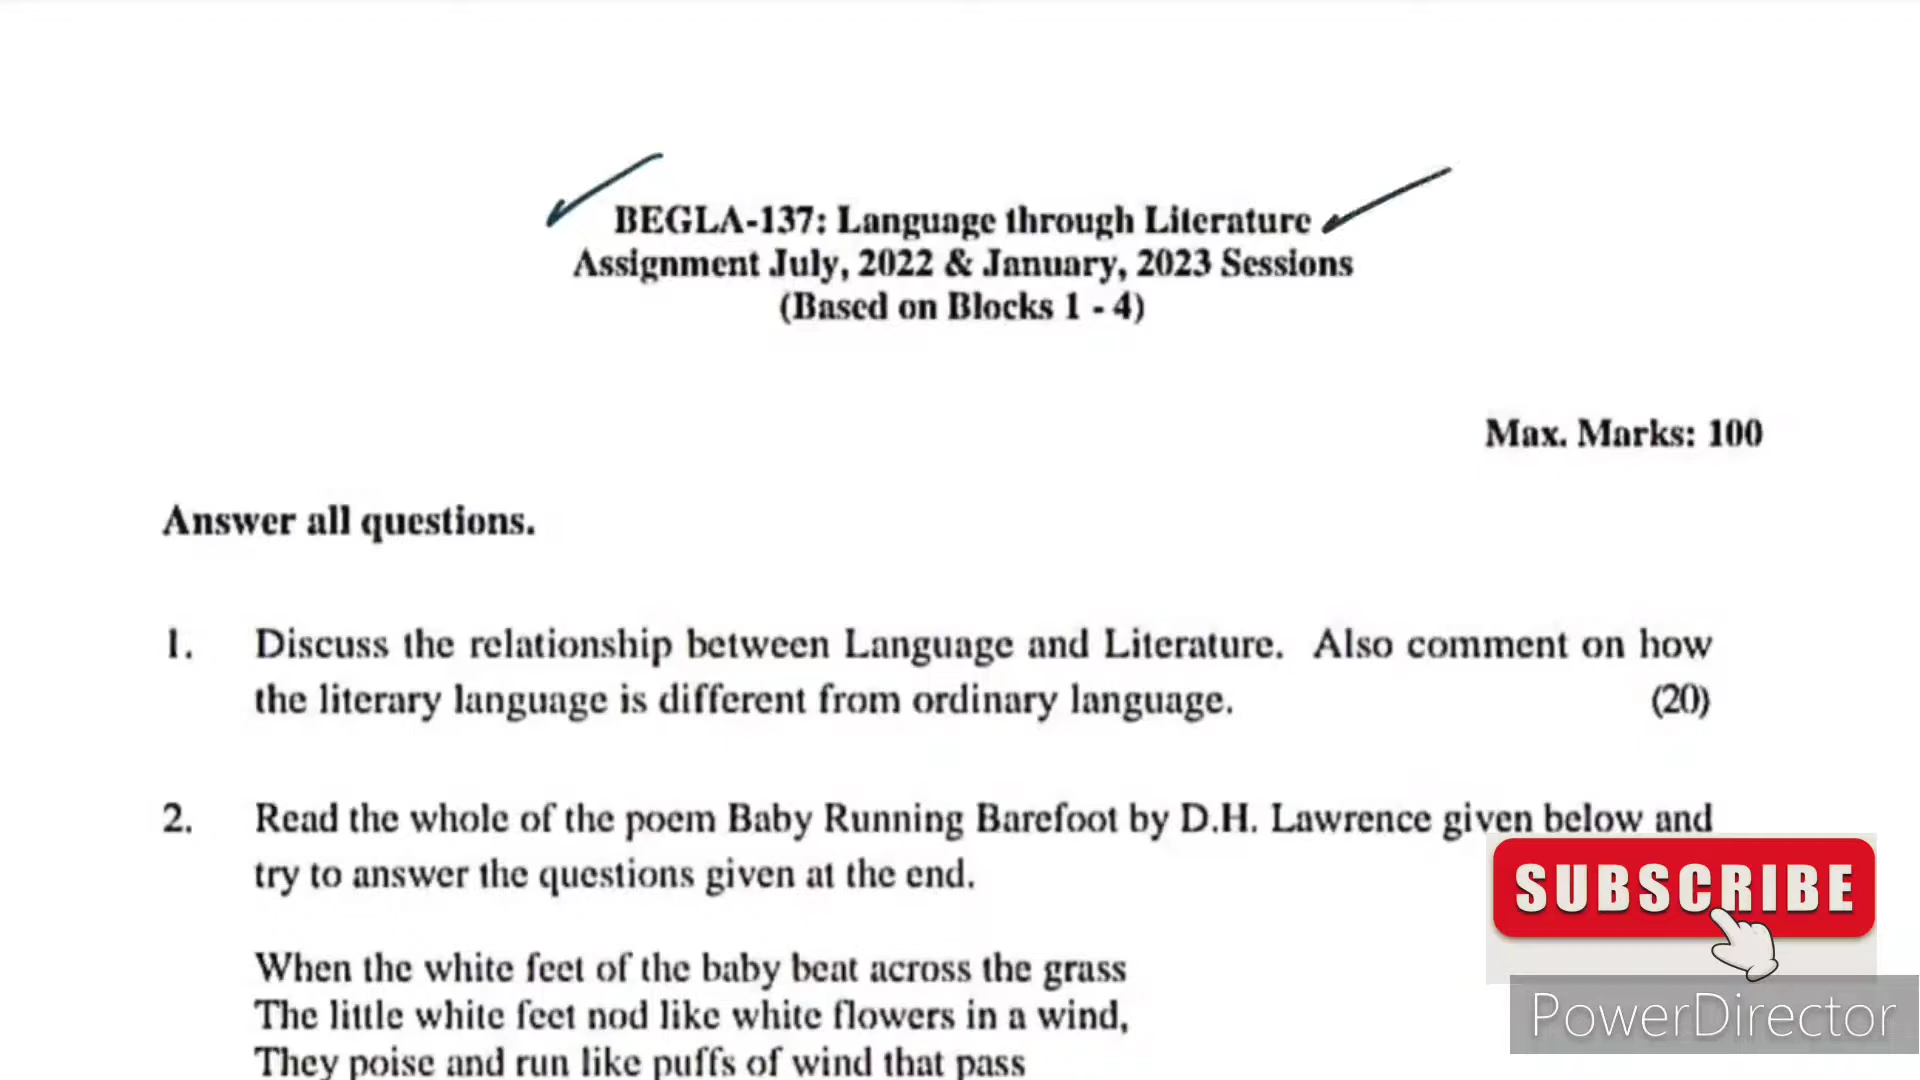 BEGLA-137: Language through Literature
Assignment July, 2022 & January, 2023 Sessions
(Based on Blocks 1 - 4)
Max. Marks: 100
Answer all questions.
1. Discuss the relationship between Language and Literature. Also comment on how
the literary language is different from ordinary language. (20)
2. Read the whole of the poem Baby Running Barefoot by D.H. Lawrence given below and
try to answer the questions given at the end.
When the white feet of the baby beat across the grass
The little white feet nod like white flowers in a wind,
They poise and run like puffs of wind that pass
SUBSCRIBE
PowerDirector